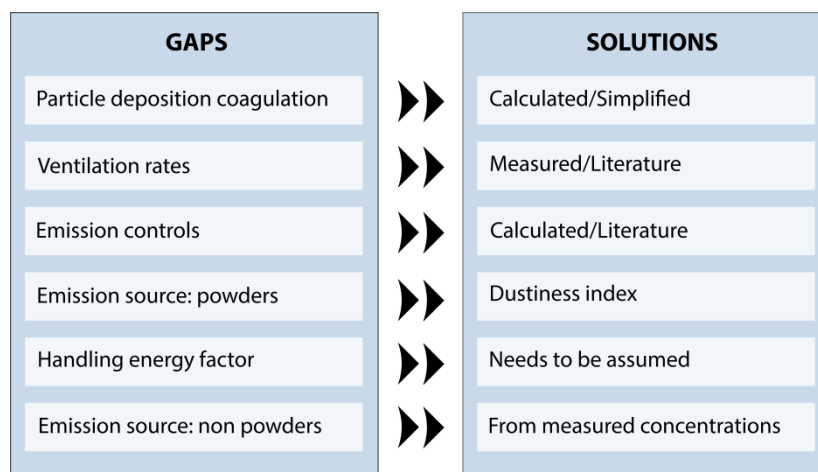 GAPS
SOLUTIONS
Particle deposition coagulation
Calculated/Simplified
Ventilation rates
Measured/Literature
Emission controls
Calculated/Literature
Emission source: powders
Dustiness index
Handling energy factor
Needs to be assumed
Emission source: non powders
From measured concentrations